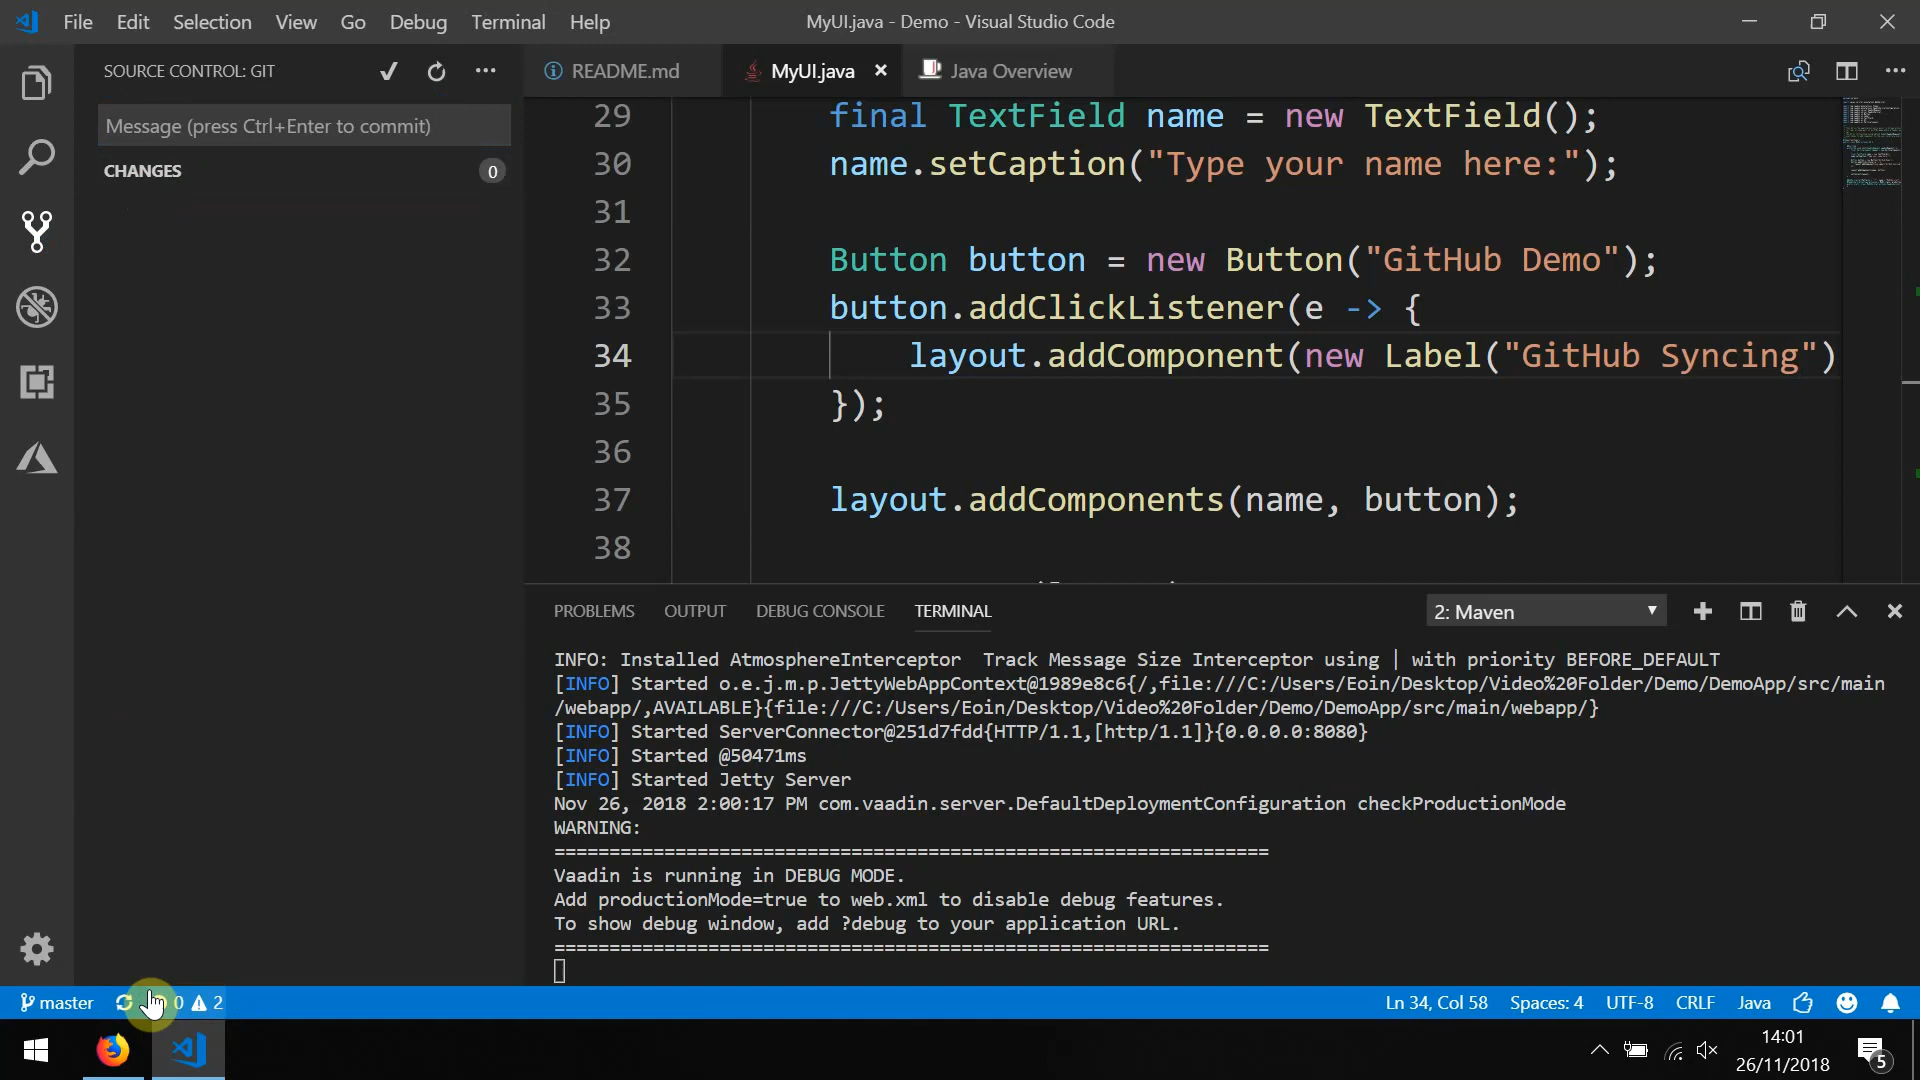 File Edit Selection View Go Debug Terminal Help
MyUI.java - Demo - Visual Studio Code
SOURCE CONTROL: GIT
README.md
MyUI.java
Java Overview
Message (press Ctrl+Enter to commit)
CHANGES
0
29 final TextField name = new TextField();
30 name.setCaption("Type your name here:");
31
32 Button button = new Button("GitHub Demo");
33 button.addClickListener(e -> {
34 layout.addComponent(new Label("GitHub Syncing")
35 });
36
37 layout.addComponents(name, button);
38
PROBLEMS OUTPUT DEBUG CONSOLE TERMINAL
2: Maven
INFO: Installed AtmosphereInterceptor  Track Message Size Interceptor using | with priority BEFORE_DEFAULT
[INFO] Started o.e.j.m.p.JettyWebAppContext@1989e8c6{/,file:///C:/Users/Eoin/Desktop/Video%20Folder/Demo/DemoApp/src/main
/webapp/,AVAILABLE}{file:///C:/Users/Eoin/Desktop/Video%20Folder/Demo/DemoApp/src/main/webapp/}
[INFO] Started ServerConnector@251d7fdd{HTTP/1.1,[http/1.1]}{0.0.0.0:8080}
[INFO] Started @50471ms
[INFO] Started Jetty Server
Nov 26, 2018 2:00:17 PM com.vaadin.server.DefaultDeploymentConfiguration checkProductionMode
WARNING:
=================================================================
Vaadin is running in DEBUG MODE.
Add productionMode=true to web.xml to disable debug features.
To show debug window, add ?debug to your application URL.
=================================================================
master 0 2
Ln 34, Col 58 Spaces: 4 UTF-8 CRLF Java
14:01
26/11/2018
5